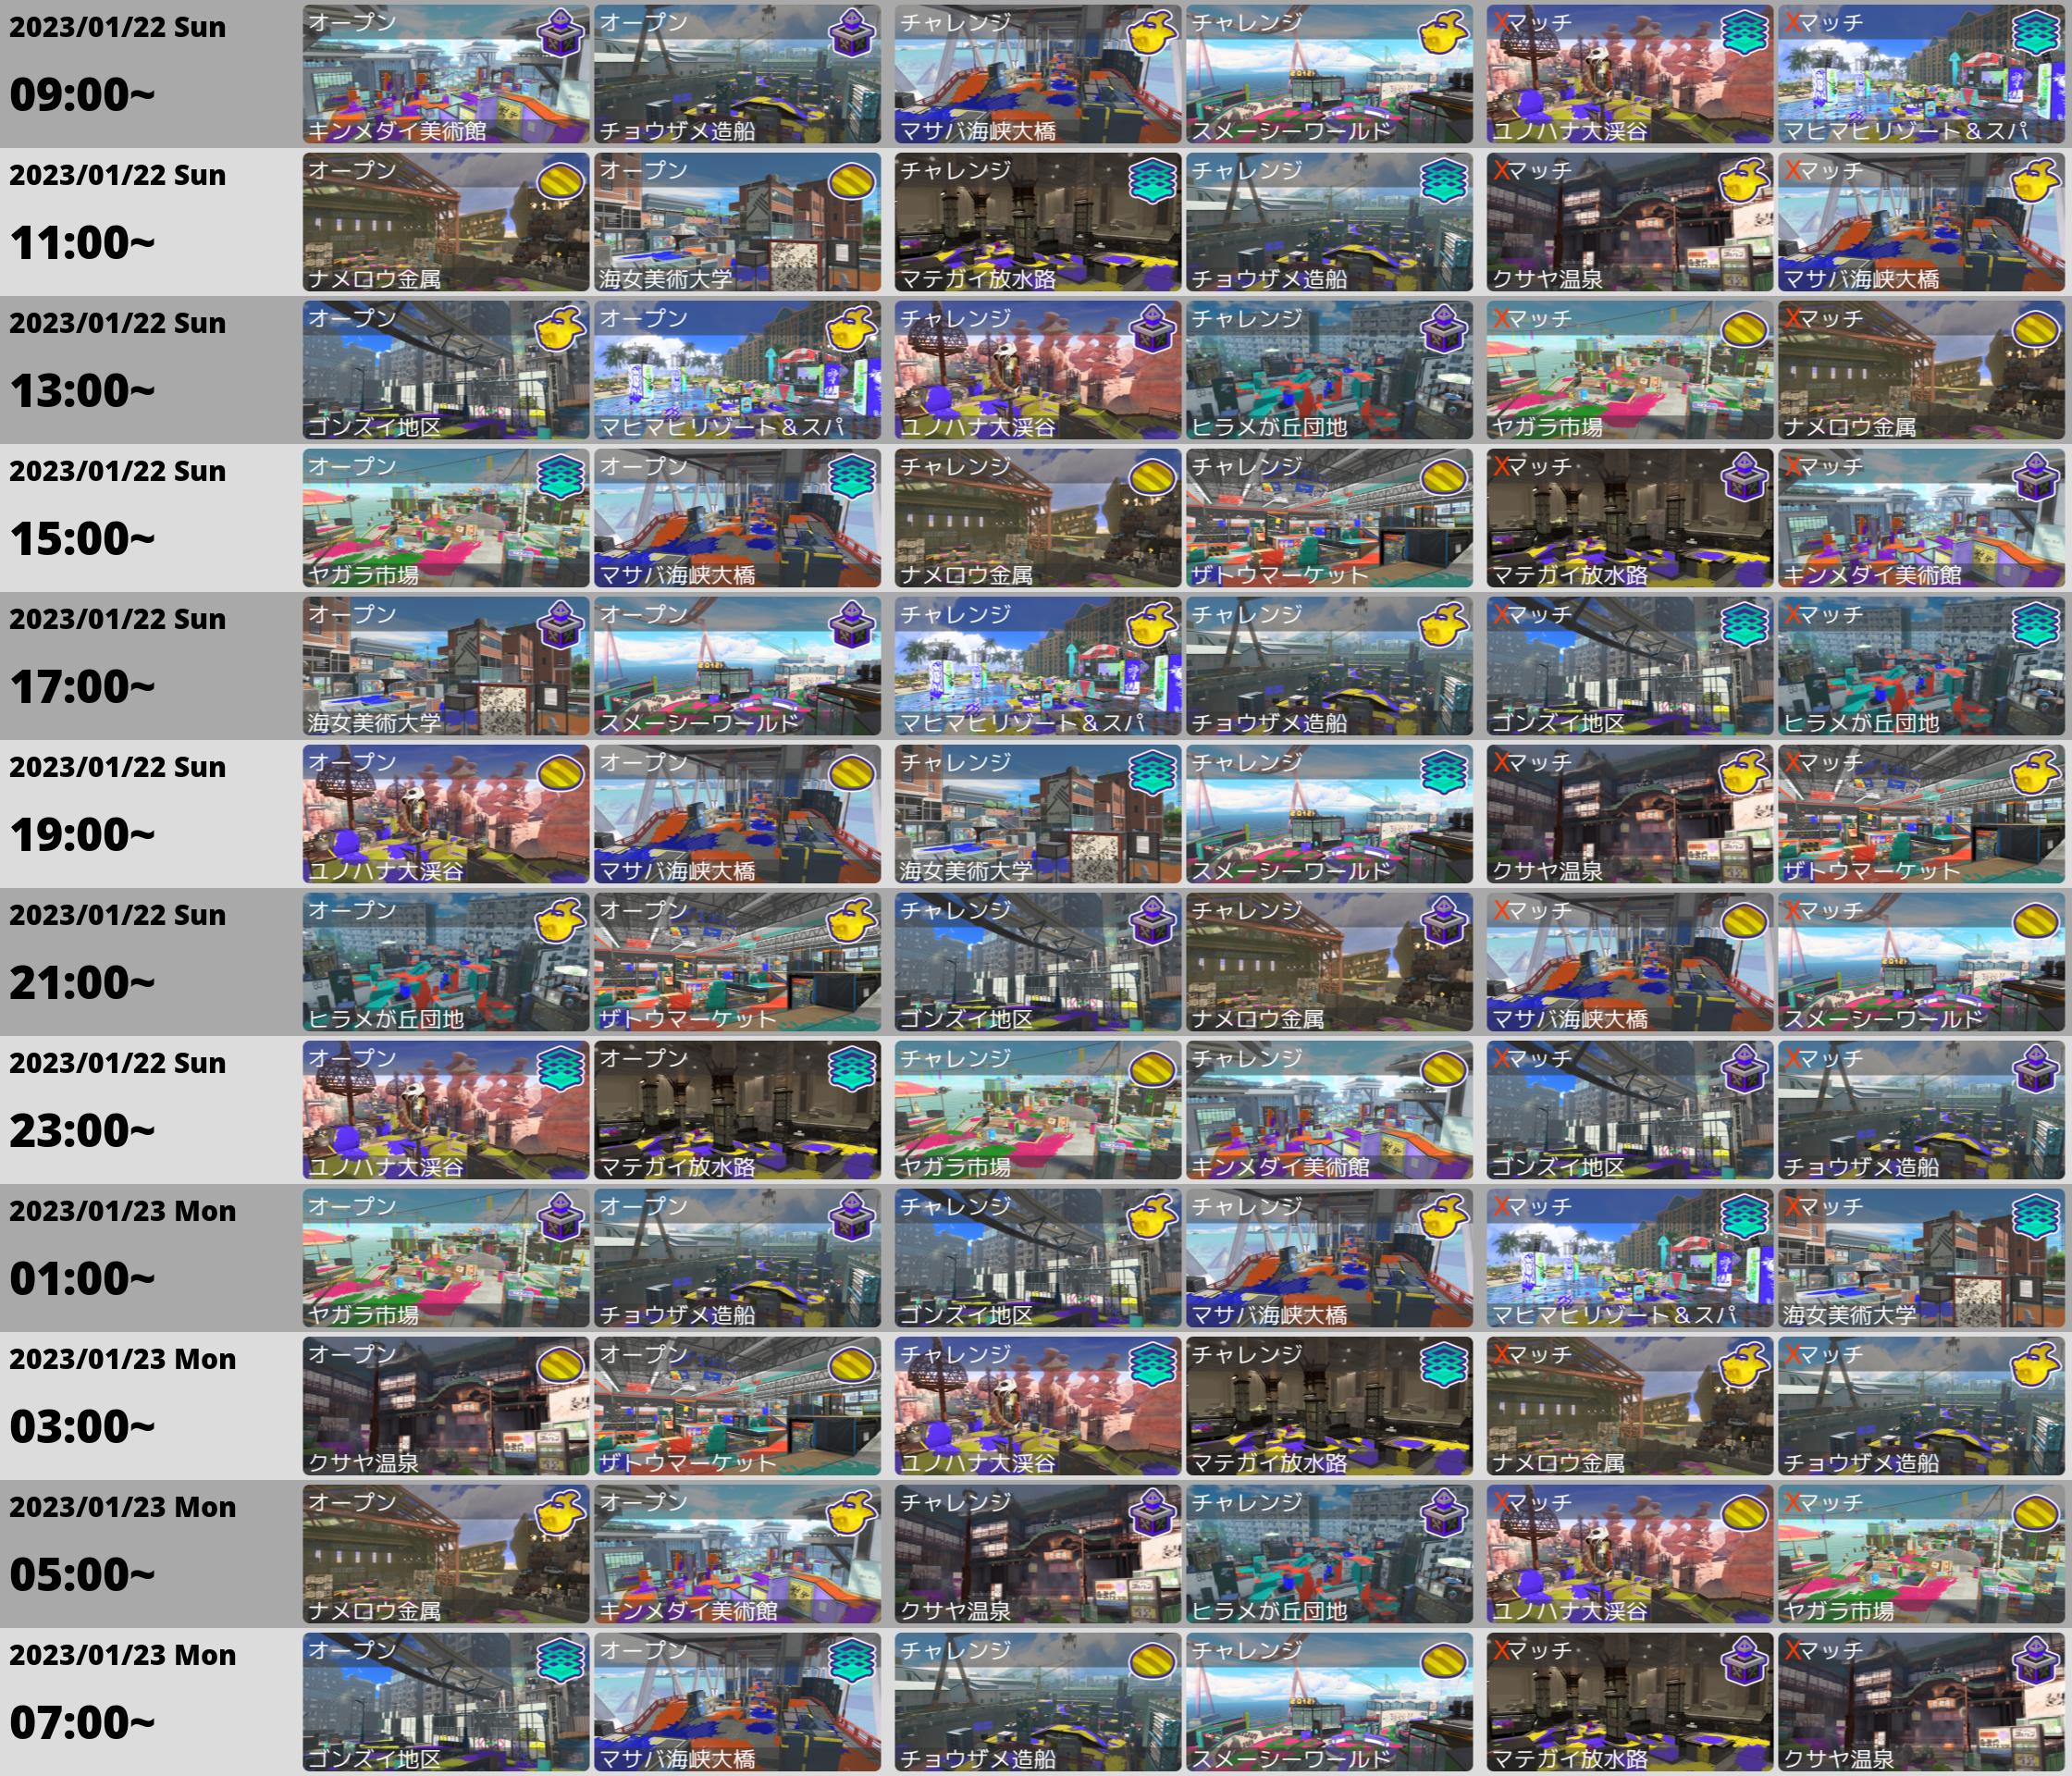 2023/01/22 Sun
09:00~
オープン オープン チャレンジ チャレンジ Xマッチ Xマッチ
キンメダイ美術館 チョウザメ造船 マサバ海峡大橋 スメーシーワールド ユノハナ大渓谷 マヒマヒリゾート＆スパ
2023/01/22 Sun
11:00~
オープン オープン チャレンジ チャレンジ Xマッチ Xマッチ
ナメロウ金属 海女美術大学 マテガイ放水路 チョウザメ造船 クサヤ温泉 マサバ海峡大橋
2023/01/22 Sun
13:00~
オープン オープン チャレンジ チャレンジ Xマッチ Xマッチ
ゴンズイ地区 マヒマヒリゾート＆スパ ユノハナ大渓谷 ヒラメが丘団地 ヤガラ市場 ナメロウ金属
2023/01/22 Sun
15:00~
オープン オープン チャレンジ チャレンジ Xマッチ Xマッチ
ヤガラ市場 マサバ海峡大橋 ナメロウ金属 ザトウマーケット マテガイ放水路 キンメダイ美術館
2023/01/22 Sun
17:00~
オープン オープン チャレンジ チャレンジ Xマッチ Xマッチ
海女美術大学 スメーシーワールド マヒマヒリゾート＆スパ チョウザメ造船 ゴンズイ地区 ヒラメが丘団地
2023/01/22 Sun
19:00~
オープン オープン チャレンジ チャレンジ Xマッチ Xマッチ
ユノハナ大渓谷 マサバ海峡大橋 海女美術大学 スメーシーワールド クサヤ温泉 ザトウマーケット
2023/01/22 Sun
21:00~
オープン オープン チャレンジ チャレンジ Xマッチ Xマッチ
ヒラメが丘団地 ザトウマーケット ゴンズイ地区 ナメロウ金属 マサバ海峡大橋 スメーシーワールド
2023/01/22 Sun
23:00~
オープン オープン チャレンジ チャレンジ Xマッチ Xマッチ
ユノハナ大渓谷 マテガイ放水路 ヤガラ市場 キンメダイ美術館 ゴンズイ地区 チョウザメ造船
2023/01/23 Mon
01:00~
オープン オープン チャレンジ チャレンジ Xマッチ Xマッチ
ヤガラ市場 チョウザメ造船 ゴンズイ地区 マサバ海峡大橋 マヒマヒリゾート＆スパ 海女美術大学
2023/01/23 Mon
03:00~
オープン オープン チャレンジ チャレンジ Xマッチ Xマッチ
クサヤ温泉 ザトウマーケット ユノハナ大渓谷 マテガイ放水路 ナメロウ金属 チョウザメ造船
2023/01/23 Mon
05:00~
オープン オープン チャレンジ チャレンジ Xマッチ Xマッチ
ナメロウ金属 キンメダイ美術館 クサヤ温泉 ヒラメが丘団地 ユノハナ大渓谷 ヤガラ市場
2023/01/23 Mon
07:00~
オープン オープン チャレンジ チャレンジ Xマッチ Xマッチ
ゴンズイ地区 マサバ海峡大橋 チョウザメ造船 スメーシーワールド マテガイ放水路 クサヤ温泉